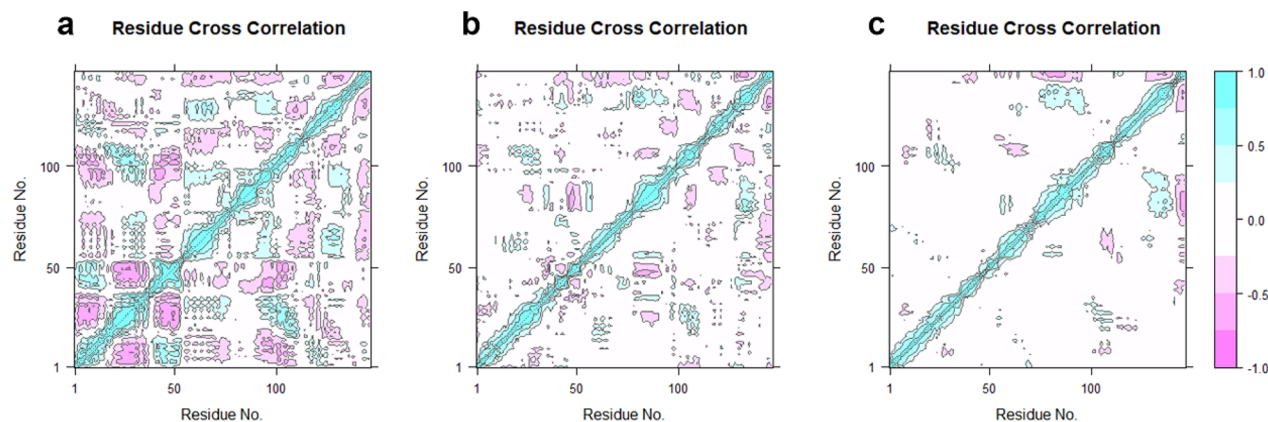 a Residue Cross Correlation
Residue No.
100
50
1
1 50 100
Residue No.
b Residue Cross Correlation
Residue No.
100
50
1
1 50 100
Residue No.
c Residue Cross Correlation
Residue No.
100
50
1
1 50 100
Residue No.
1.0
0.5
0.0
-0.5
-1.0